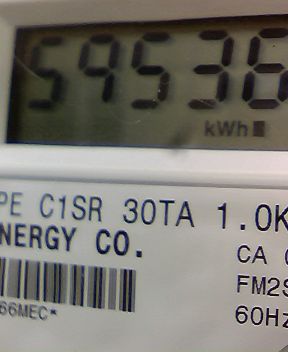 59536
kWh
PE C1SR 30TA 1.0K
NERGY CO.
CA
FM2S
66MEC*
60Hz